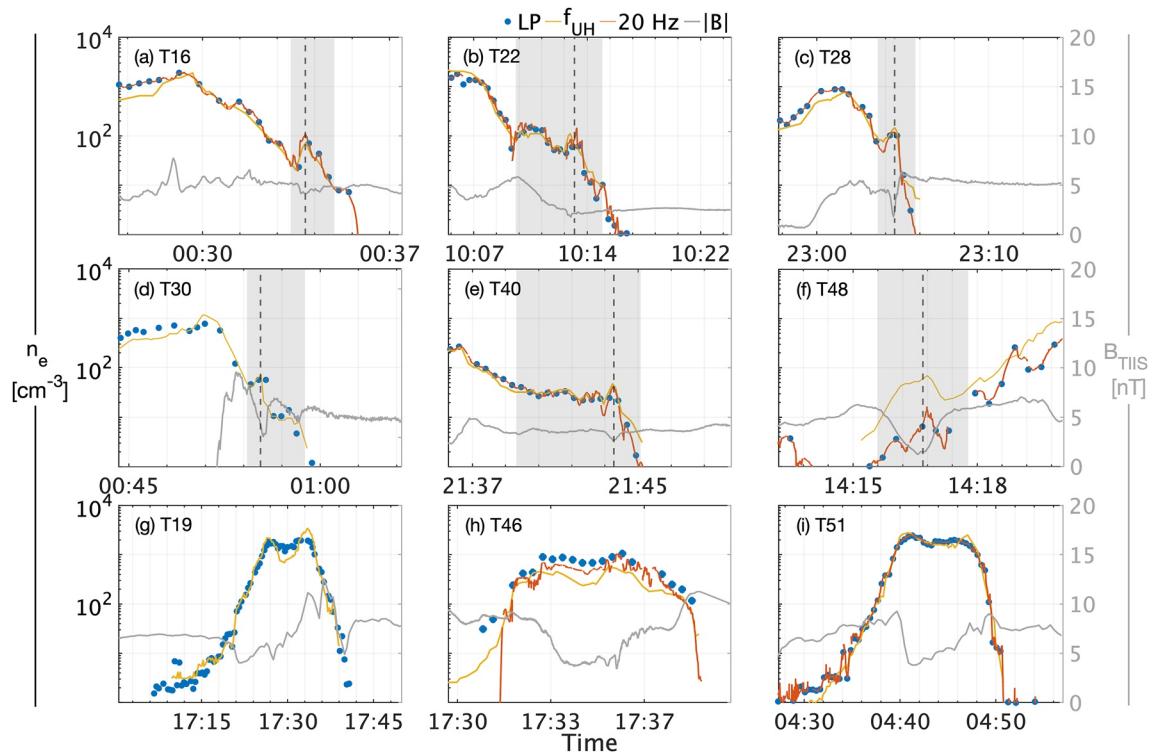 LP f_UH 20 Hz |B|
(a) T16 (b) T22 (c) T28
10^4 20
15
10^2 10
5
0
00:30 00:37 10:07 10:14 10:22 23:00 23:10
(d) T30 (e) T40 (f) T48
10^4 20
15
10^2 10
5
0
n_e
[cm^-3]
B_TIIS
[nT]
00:45 01:00 21:37 21:45 14:15 14:18
(g) T19 (h) T46 (i) T51
10^4 20
15
10^2 10
5
0
17:15 17:30 17:45 17:30 17:33 17:37 04:30 04:40 04:50
Time